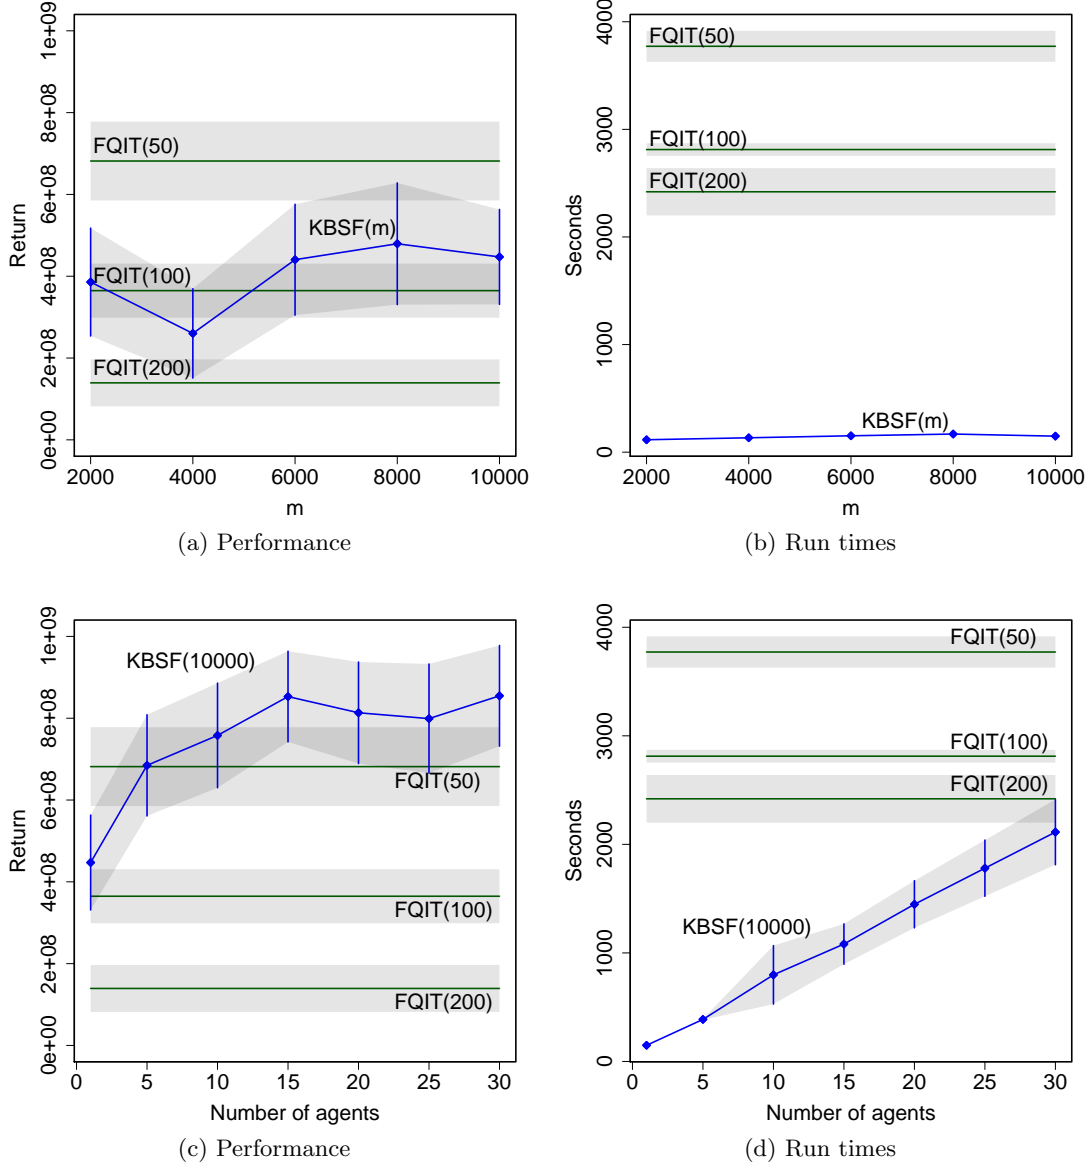 Return
1e+09
8e+08
6e+08
4e+08
2e+08
0e+00
FQIT(50)
KBSF(m)
FQIT(100)
FQIT(200)
2000 4000 6000 8000 10000
m
(a) Performance
Seconds
4000
3000
2000
1000
0
FQIT(50)
FQIT(100)
FQIT(200)
KBSF(m)
2000 4000 6000 8000 10000
m
(b) Run times
Return
1e+09
8e+08
6e+08
4e+08
2e+08
0e+00
KBSF(10000)
FQIT(50)
FQIT(100)
FQIT(200)
0 5 10 15 20 25 30
Number of agents
(c) Performance
Seconds
4000
3000
2000
1000
0
FQIT(50)
FQIT(100)
FQIT(200)
KBSF(10000)
0 5 10 15 20 25 30
Number of agents
(d) Run times